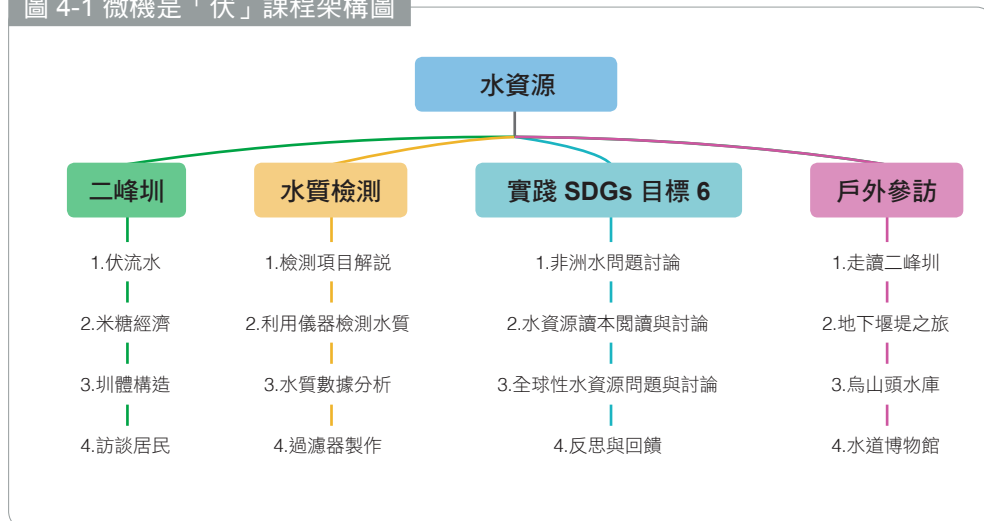 圖 4-1 微機是「伏」課程架構圖
水資源
二峰圳
1.伏流水
2.米糖經濟
3.圳體構造
4.訪談居民
水質檢測
1.檢測項目解說
2.利用儀器檢測水質
3.水質數據分析
4.過濾器製作
實踐 SDGs 目標 6
1.非洲水問題討論
2.水資源讀本閱讀與討論
3.全球性水資源問題與討論
4.反思與回饋
戶外參訪
1.走讀二峰圳
2.地下堰堤之旅
3.烏山頭水庫
4.水道博物館